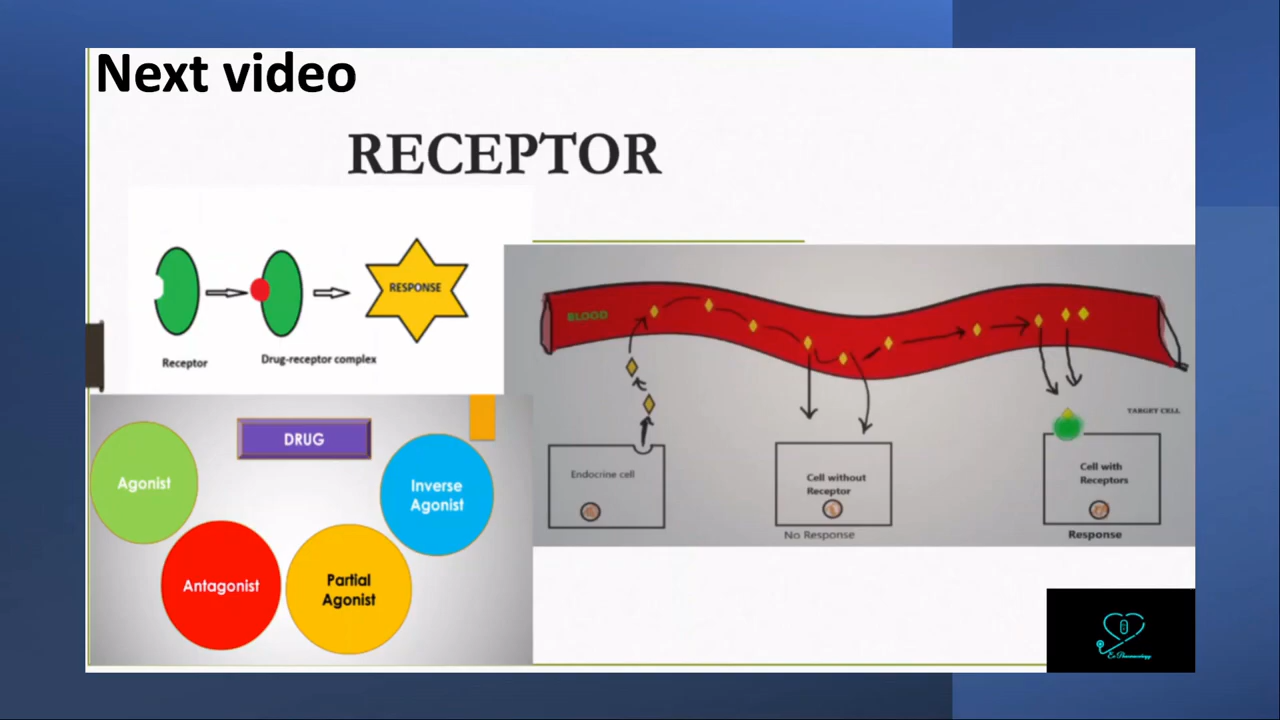 Next video
RECEPTOR
RESPONSE
Receptor
Drug-receptor complex
DRUG
Agonist
Inverse
Agonist
Antagonist
Partial
Agonist
BLOOD
TARGET CELL
Endocrine cell
Cell without
Receptor
Cell with
Receptors
No Response
Response